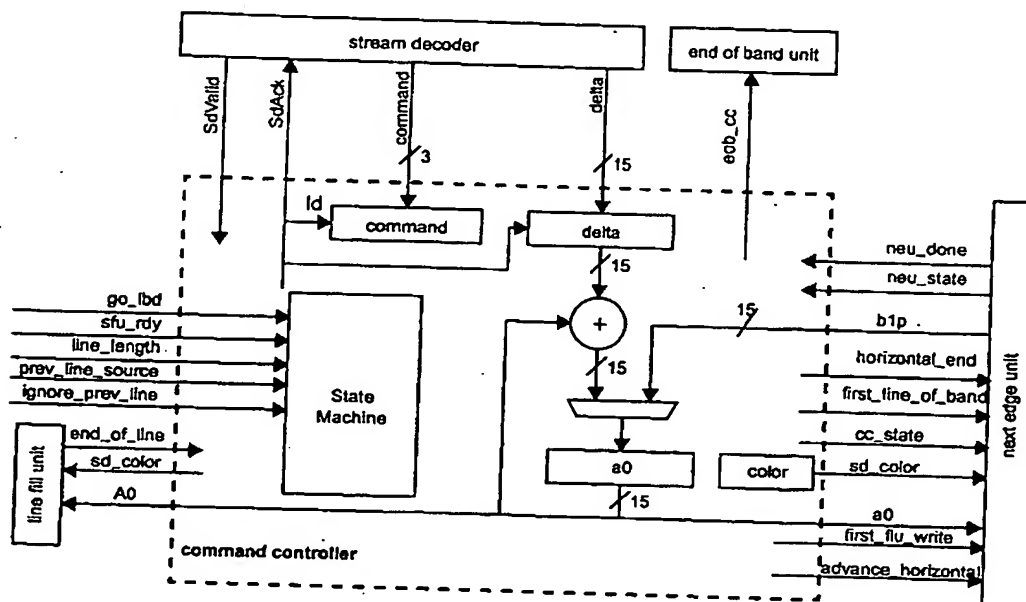 stream decoder
end of band unit
SdValid
SdAck
command
delta
eob_cc
3
15
ld
command
delta
15
neu_done
neu_state
15
b1p
go_lbd
sfu_rdy
line_length
prev_line_source
ignore_prev_line
+
15
State
Machine
horizontal_end
first_line_of_band
cc_state
next edge unit
end_of_line
sd_color
A0
line fill unit
a0
15
color
sd_color
a0
first_flu_write
advance_horizontal
command controller